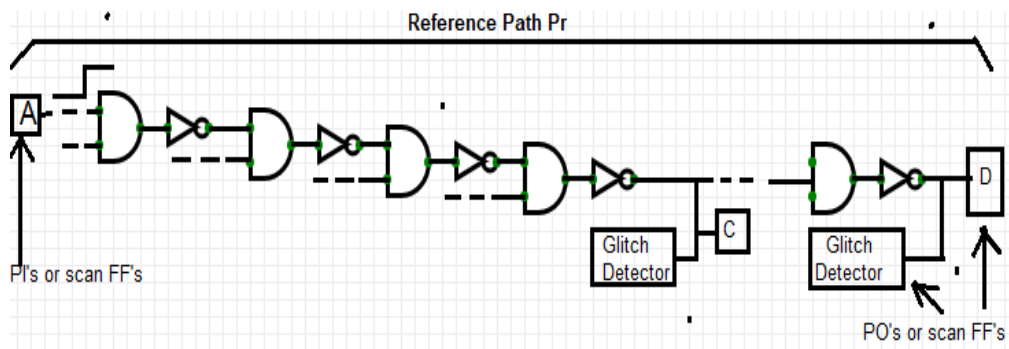 Reference Path Pr
A
C
D
Glitch
Detector
Glitch
Detector
PI's or scan FF's
PO's or scan FF's